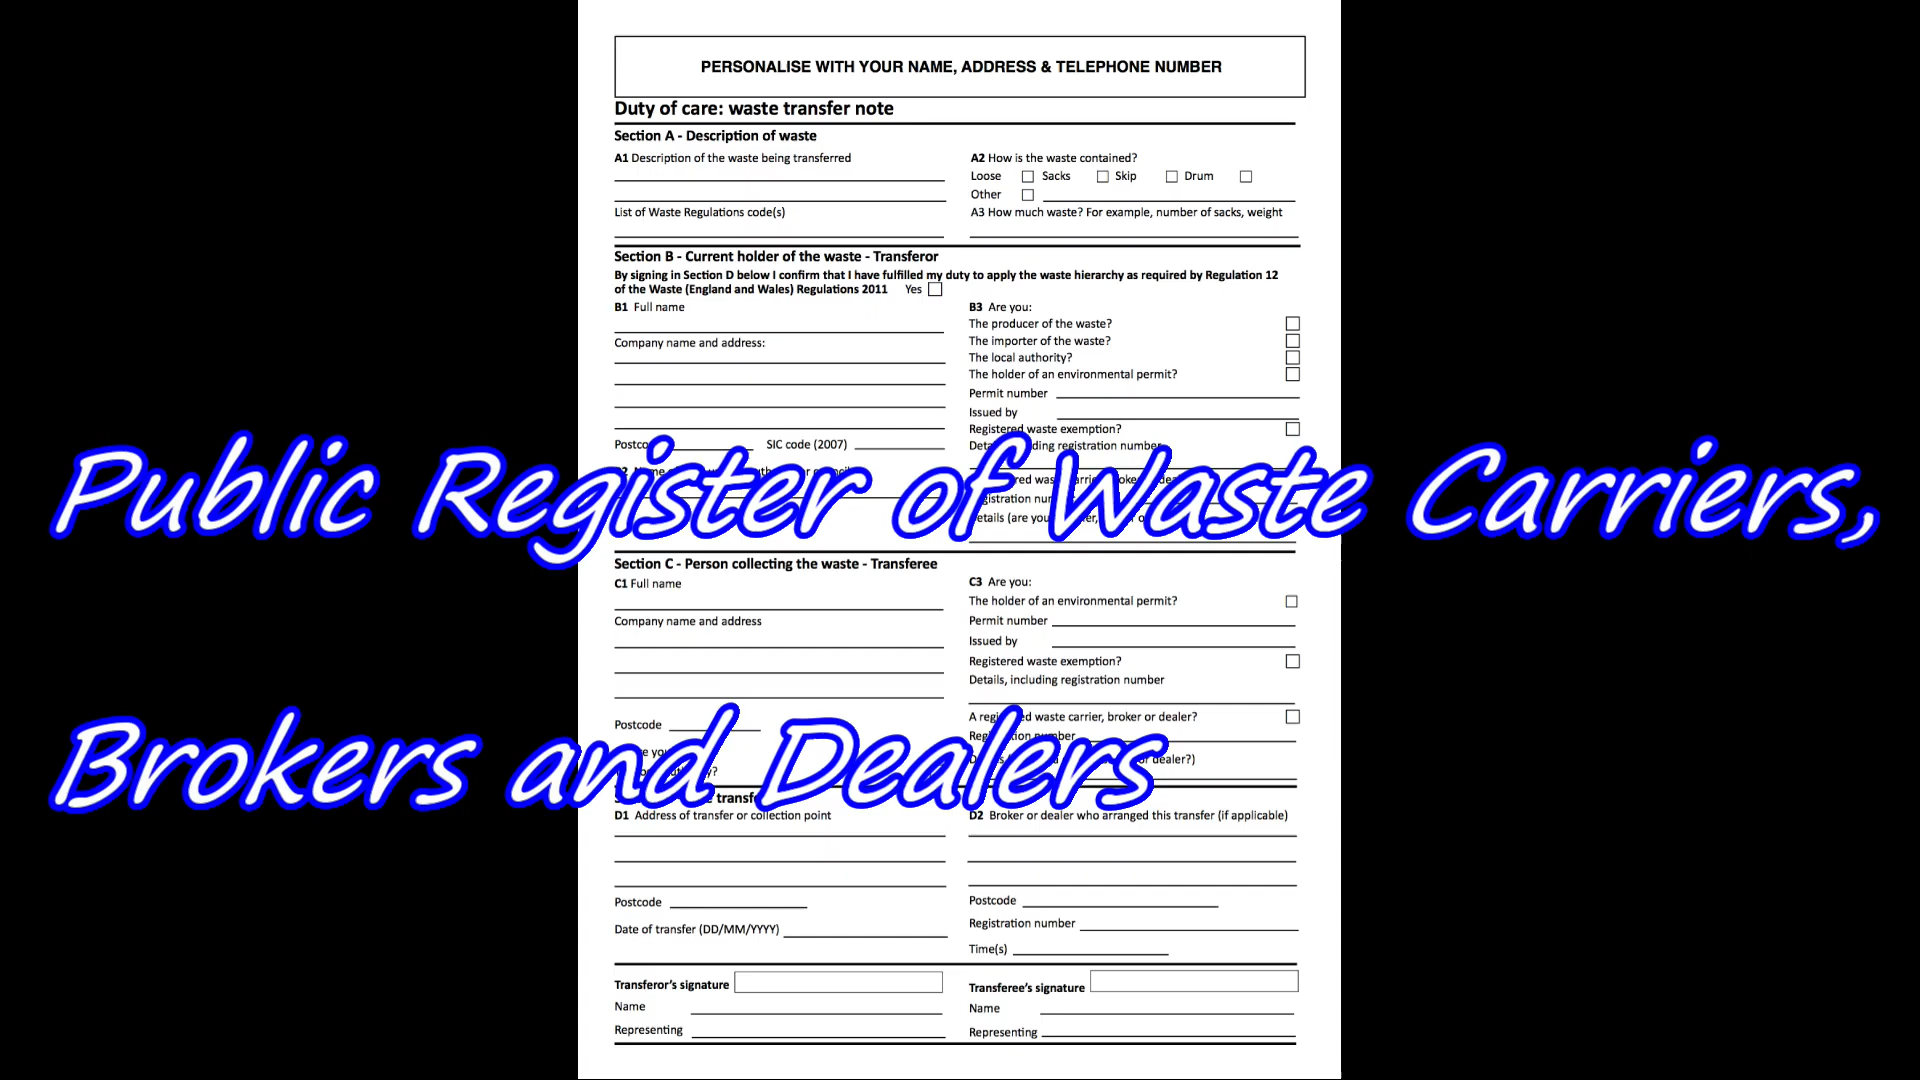 PERSONALISE WITH YOUR NAME, ADDRESS & TELEPHONE NUMBER
Duty of care: waste transfer note
Section A - Description of waste
A1 Description of the waste being transferred
List of Waste Regulations code(s)
A2 How is the waste contained?
Loose Sacks Skip Drum
Other
A3 How much waste? For example, number of sacks, weight
Section B - Current holder of the waste - Transferor
By signing in Section D below I confirm that I have fulfilled my duty to apply the waste hierarchy as required by Regulation 12
of the Waste (England and Wales) Regulations 2011 Yes
B1 Full name
Company name and address:
SIC code (2007)
B3 Are you:
The producer of the waste?
The importer of the waste?
The local authority?
The holder of an environmental permit?
Permit number
Issued by
Registered waste exemption?
registration number
Public Register of Waste Carriers,
Section C - Person collecting the waste - Transferee
C1 Full name
Company name and address
Postcode
C3 Are you:
The holder of an environmental permit?
Permit number
Issued by
Registered waste exemption?
Details, including registration number
A waste carrier, broker or dealer?
number
dealer?)
Brokers and Dealers
D1 Address of transfer or collection point
Postcode
Date of transfer (DD/MM/YYYY)
D2 Broker or dealer who arranged this transfer (if applicable)
Postcode
Registration number
Time(s)
Transferor's signature
Name
Representing
Transferee's signature
Name
Representing